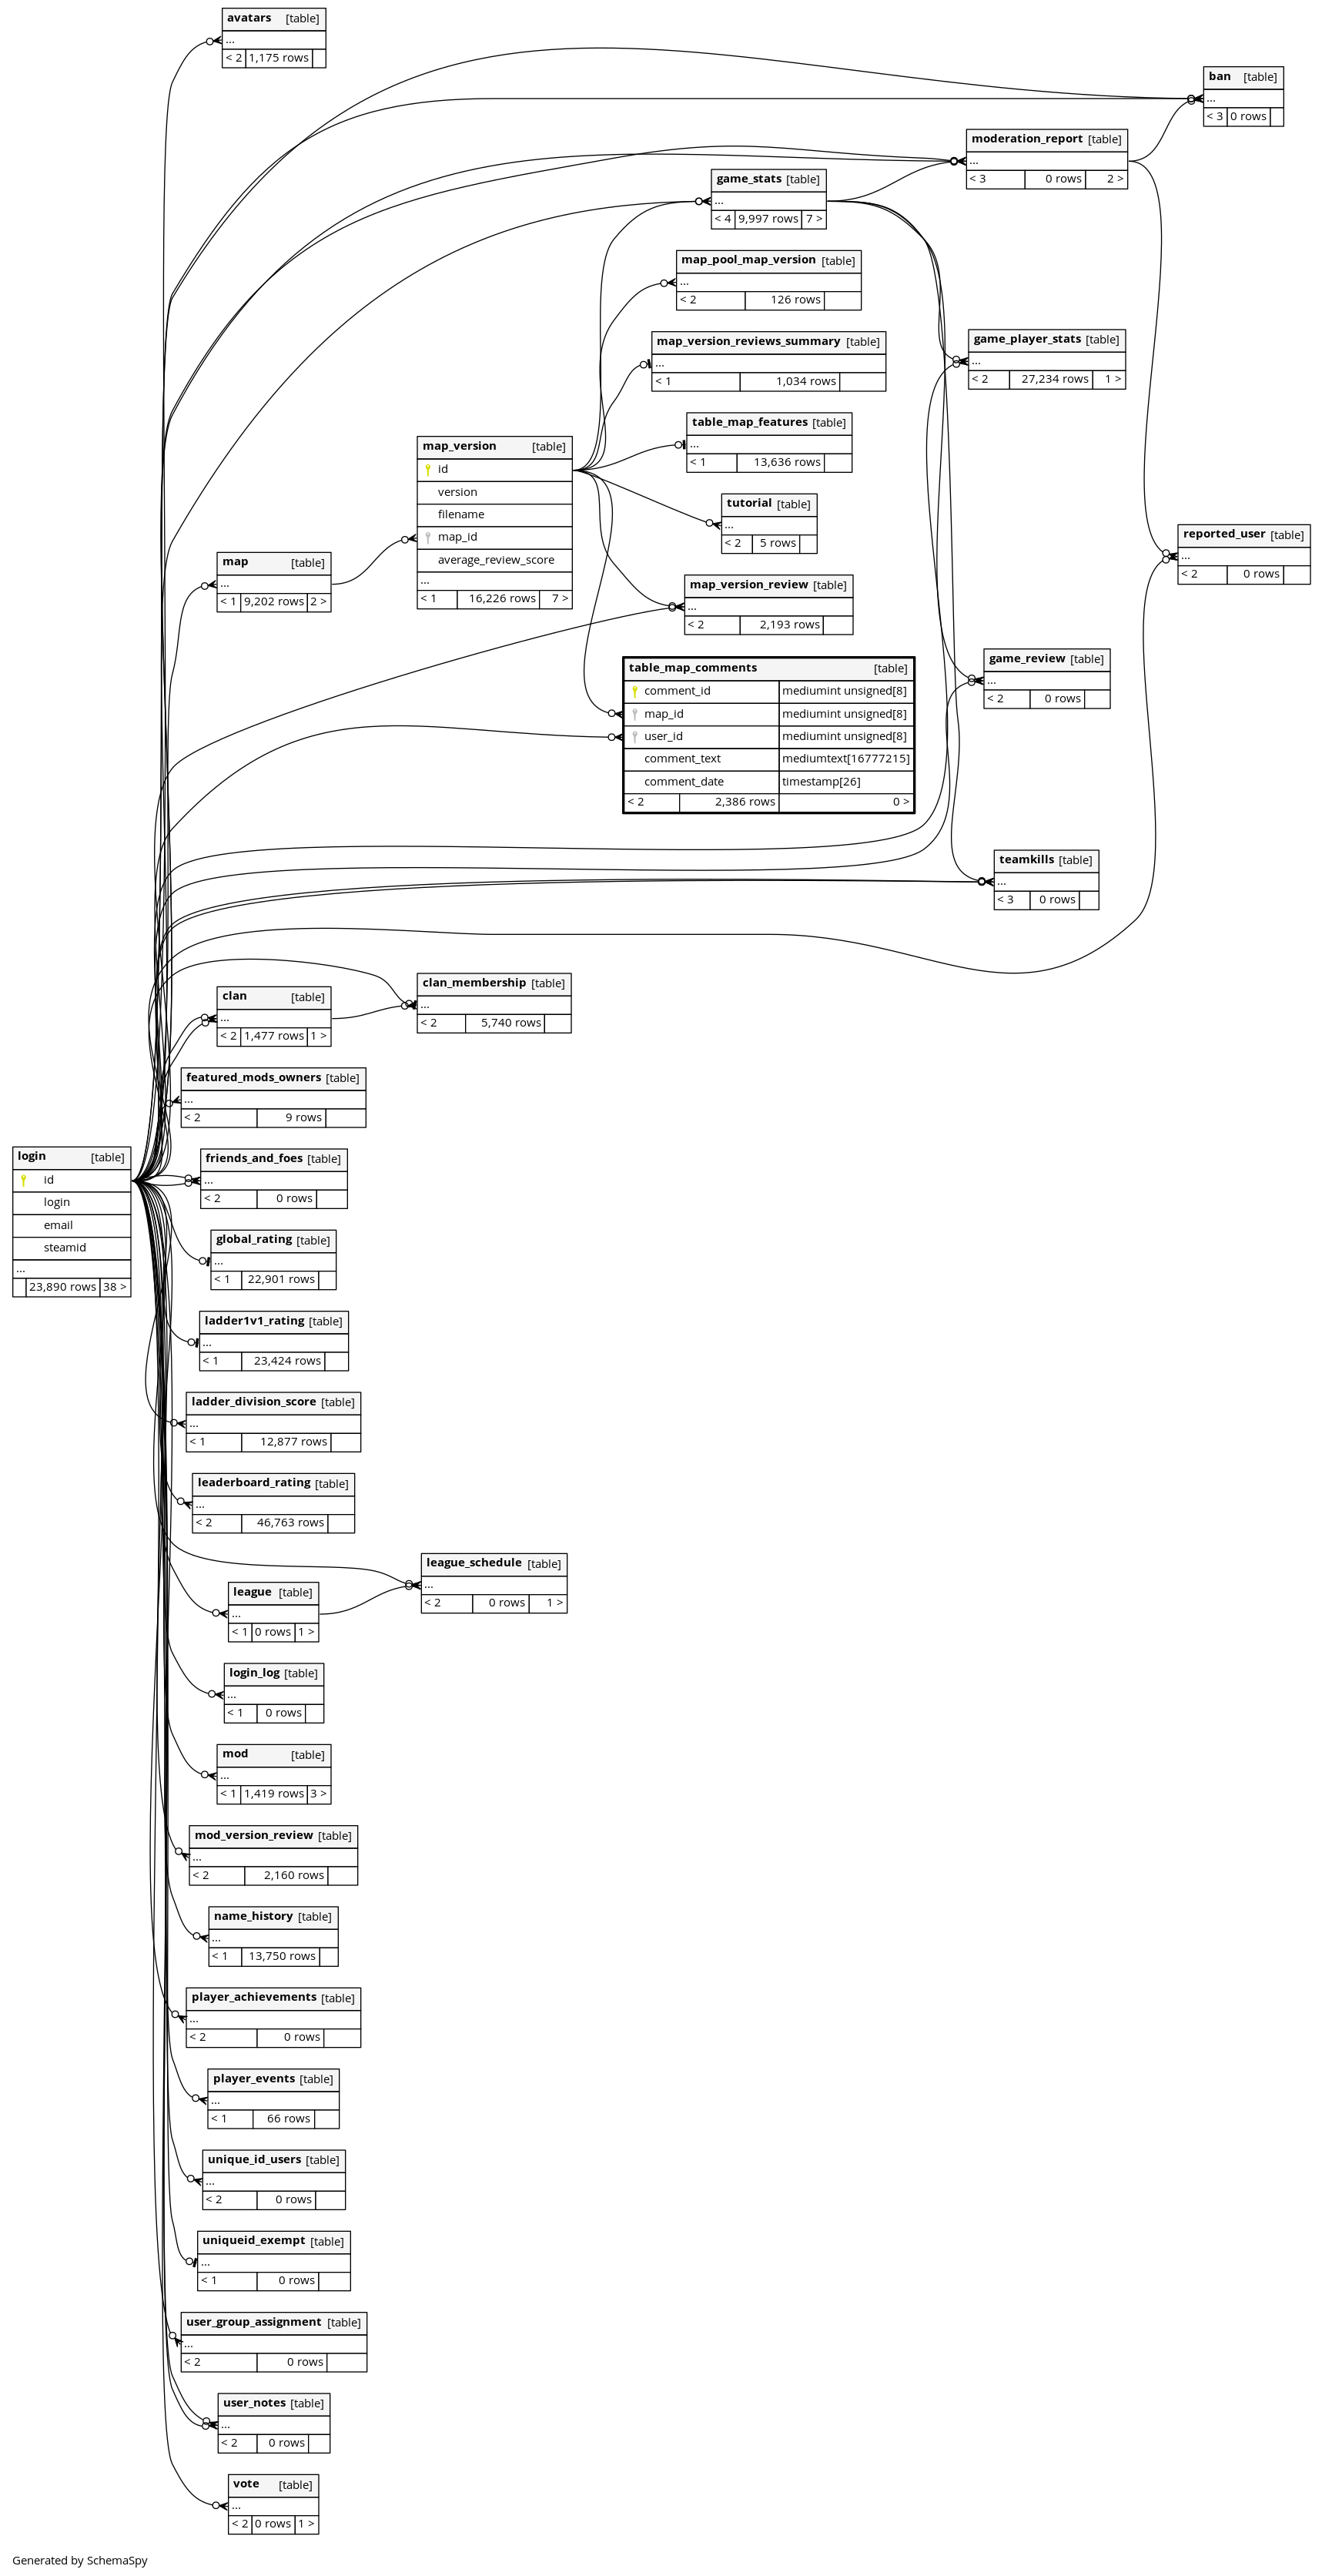 avatars [table]
...
< 2 1,175 rows
ban [table]
...
< 3 0 rows
moderation_report [table]
...
< 3 0 rows 2 >
game_stats [table]
...
< 4 9,997 rows 7 >
map_pool_map_version [table]
...
< 2 126 rows
map_version_reviews_summary [table]
...
< 1 1,034 rows
game_player_stats [table]
...
< 2 27,234 rows 1 >
table_map_features [table]
...
< 1 13,636 rows
map_version [table]
id
version
filename
map_id
average_review_score
...
< 1 16,226 rows 7 >
tutorial [table]
...
< 2 5 rows
reported_user [table]
...
< 2 0 rows
map [table]
...
< 1 9,202 rows 2 >
map_version_review [table]
...
< 2 2,193 rows
game_review [table]
...
< 2 0 rows
table_map_comments [table]
comment_id mediumint unsigned[8]
map_id mediumint unsigned[8]
user_id mediumint unsigned[8]
comment_text mediumtext[16777215]
comment_date timestamp[26]
< 2 2,386 rows 0 >
teamkills [table]
...
< 3 0 rows
clan_membership [table]
...
< 2 5,740 rows
clan [table]
...
< 2 1,477 rows 1 >
featured_mods_owners [table]
...
< 2 9 rows
login [table]
id
login
email
steamid
...
23,890 rows 38 >
friends_and_foes [table]
...
< 2 0 rows
global_rating [table]
...
< 1 22,901 rows
ladder1v1_rating [table]
...
< 1 23,424 rows
ladder_division_score [table]
...
< 1 12,877 rows
leaderboard_rating [table]
...
< 2 46,763 rows
league_schedule [table]
...
< 2 0 rows 1 >
league [table]
...
< 1 0 rows 1 >
login_log [table]
...
< 1 0 rows
mod [table]
...
< 1 1,419 rows 3 >
mod_version_review [table]
...
< 2 2,160 rows
name_history [table]
...
< 1 13,750 rows
player_achievements [table]
...
< 2 0 rows
player_events [table]
...
< 1 66 rows
unique_id_users [table]
...
< 2 0 rows
uniqueid_exempt [table]
...
< 1 0 rows
user_group_assignment [table]
...
< 2 0 rows
user_notes [table]
...
< 2 0 rows
vote [table]
...
< 2 0 rows 1 >
Generated by SchemaSpy